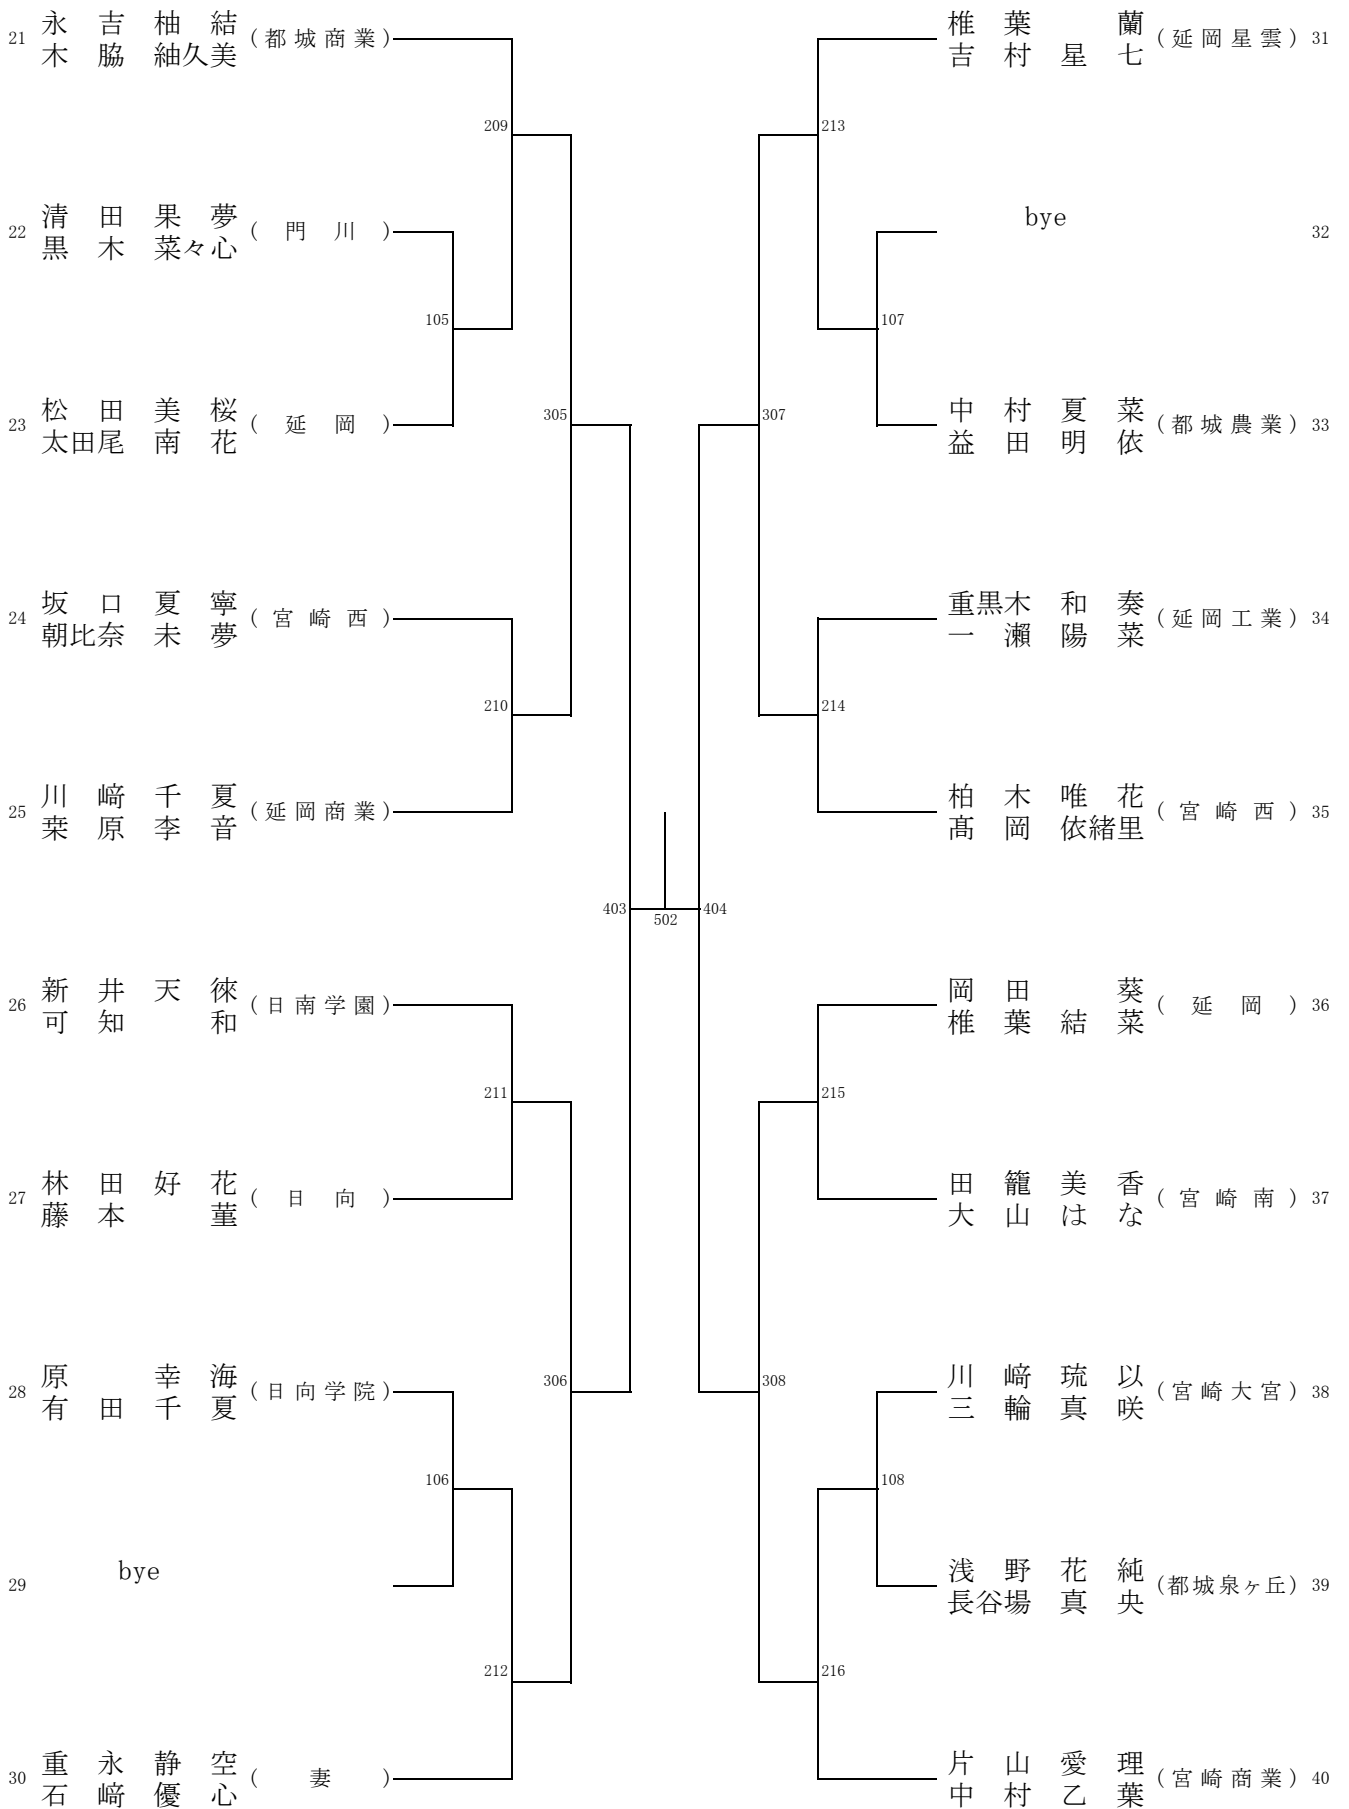 21 永吉柚結 (都城商業)
木脇紬久美
209
22 清田果夢 (門川)
黒木菜々心
105
23 松田美桜 (延岡)
太田尾南花
305
24 坂口夏寧 (宮崎西)
朝比奈未夢
210
25 川﨑千夏 (延岡商業)
桒原李音
403
26 新井天徠 (日南学園)
可知和
211
27 林田好花 (日向)
藤本菫
306
28 原幸海 (日向学院)
有田千夏
106
29 bye
212
30 重永静空 (妻)
石﨑優心
502
椎葉蘭 (延岡星雲) 31
吉村星七
213
bye 32
107
中村夏菜 (都城農業) 33
益田明依
307
重黒木和奏 (延岡工業) 34
一瀬陽菜
214
柏木唯花 (宮崎西) 35
髙岡依緒里
404
岡田葵 (延岡) 36
椎葉結菜
215
田籠美香 (宮崎南) 37
大山はな
308
川﨑琉以 (宮崎大宮) 38
三輪真咲
108
浅野花純 (都城泉ヶ丘) 39
長谷場真央
216
片山愛理 (宮崎商業) 40
中村乙葉